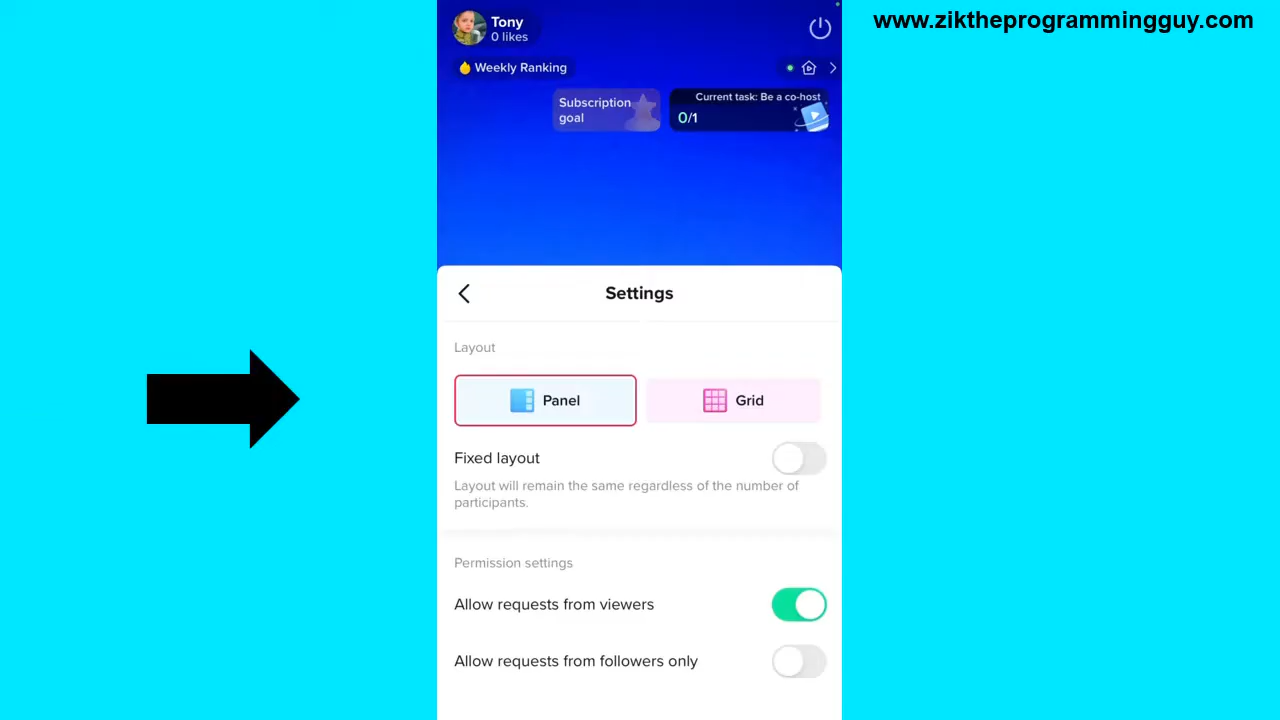 www.ziktheprogrammingguy.com
Tony
0 likes
Weekly Ranking
Subscription
goal
Current task: Be a co-host
0/1
Settings
Layout
Panel
Grid
Fixed layout
Layout will remain the same regardless of the number of
participants.
Permission settings
Allow requests from viewers
Allow requests from followers only